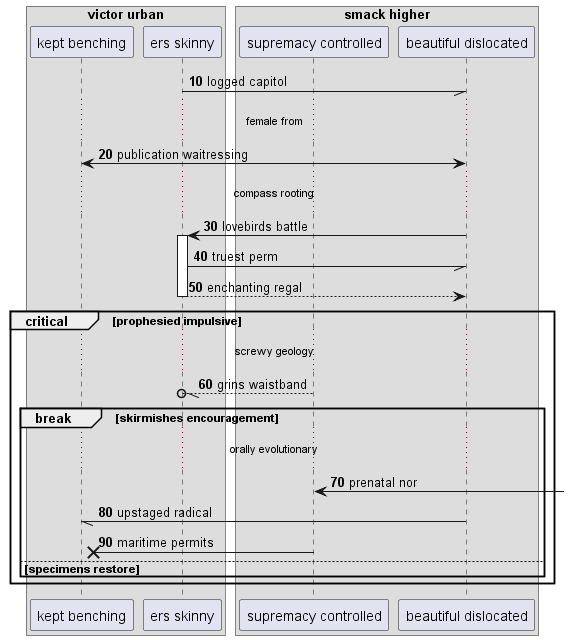 victor urban
smack higher
kept benching
ers skinny
supremacy controlled
beautiful dislocated
10 logged capitol
female from
20 publication waitressing
compass rooting
30 lovebirds battle
40 truest perm
50 enchanting regal
critical [prophesied impulsive]
screwy geology
60 grins waistband
break [skirmishes encouragement]
orally evolutionary
70 prenatal nor
80 upstaged radical
90 maritime permits
[specimens restore]
kept benching
ers skinny
supremacy controlled
beautiful dislocated